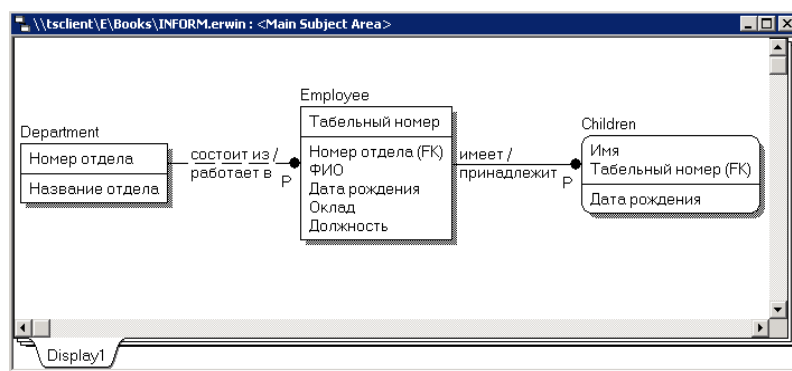 \\tsclient\E\Books\INFORM.erwin : <Main Subject Area>
Department
Номер отдела
Название отдела
состоит из /
работает в
P
Employee
Табельный номер
Номер отдела (FK)
ФИО
Дата рождения
Оклад
Должность
имеет /
принадлежит
P
Children
Имя
Табельный номер (FK)
Дата рождения
Display1